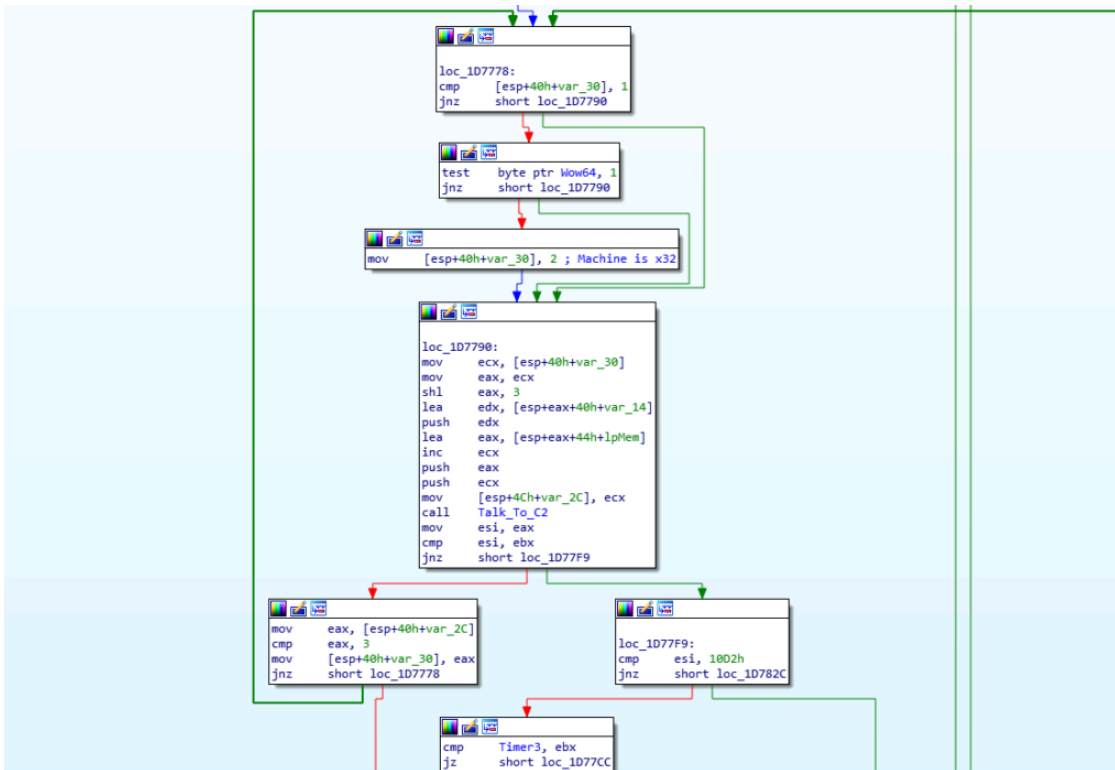 loc_1D7778:
cmp [esp+40h+var_30], 1
jnz short loc_1D7790
test byte ptr Wow64, 1
jnz short loc_1D7790
mov [esp+40h+var_30], 2 ; Machine is x32
loc_1D7790:
mov ecx, [esp+40h+var_30]
mov eax, ecx
shl eax, 3
lea edx, [esp+eax+40h+var_14]
push edx
lea eax, [esp+eax+44h+lpMem]
inc ecx
push eax
push ecx
mov [esp+4Ch+var_2C], ecx
call Talk_To_C2
mov esi, eax
cmp esi, ebx
jnz short loc_1D77F9
mov eax, [esp+40h+var_2C]
cmp eax, 3
mov [esp+40h+var_30], eax
jnz short loc_1D7778
loc_1D77F9:
cmp esi, 10D2h
jnz short loc_1D782C
cmp Timer3, ebx
jz short loc_1D77CC